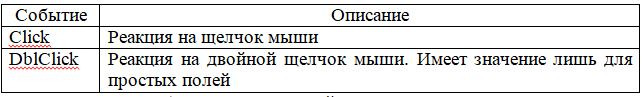 Событие Описание
Click Реакция на щелчок мыши
DblClick Реакция на двойной щелчок мыши. Имеет значение лишь для
простых полей